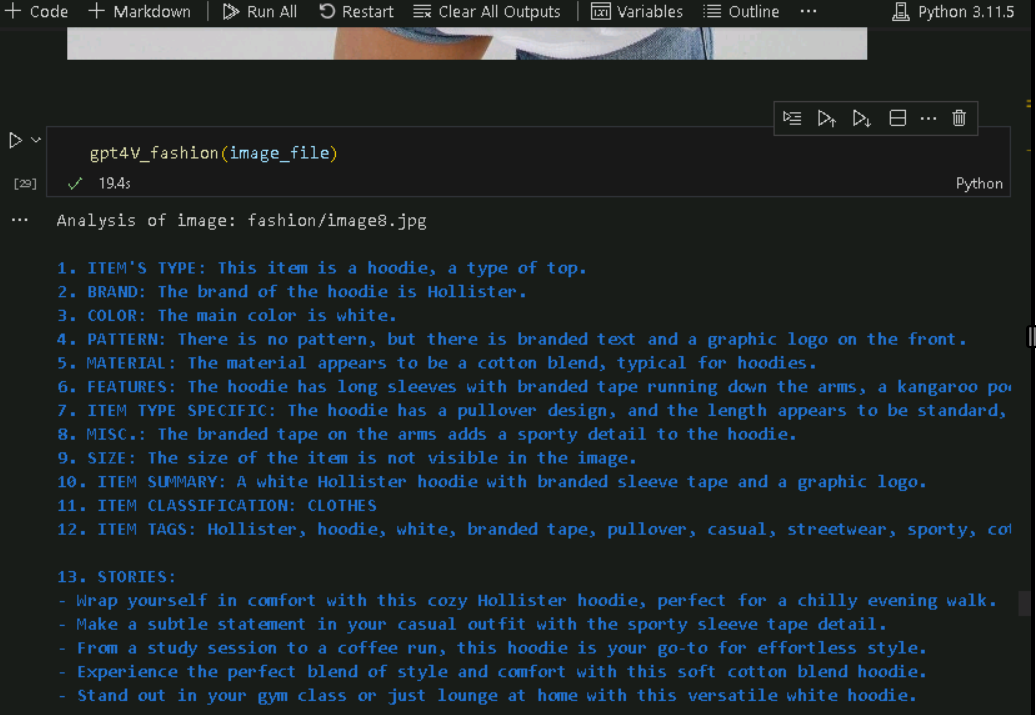 Code Markdown Run All Restart Clear All Outputs Variables Outline ... Python 3.11.5
gpt4V_fashion(image_file)
[29] 19.4s Python
... Analysis of image: fashion/image8.jpg
1. ITEM'S TYPE: This item is a hoodie, a type of top.
2. BRAND: The brand of the hoodie is Hollister.
3. COLOR: The main color is white.
4. PATTERN: There is no pattern, but there is branded text and a graphic logo on the front.
5. MATERIAL: The material appears to be a cotton blend, typical for hoodies.
6. FEATURES: The hoodie has long sleeves with branded tape running down the arms, a kangaroo
7. ITEM TYPE SPECIFIC: The hoodie has a pullover design, and the length appears to be standard,
8. MISC.: The branded tape on the arms adds a sporty detail to the hoodie.
9. SIZE: The size of the item is not visible in the image.
10. ITEM SUMMARY: A white Hollister hoodie with branded sleeve tape and a graphic logo.
11. ITEM CLASSIFICATION: CLOTHES
12. ITEM TAGS: Hollister, hoodie, white, branded tape, pullover, casual, streetwear, sporty,
13. STORIES:
- Wrap yourself in comfort with this cozy Hollister hoodie, perfect for a chilly evening walk.
- Make a subtle statement in your casual outfit with the sporty sleeve tape detail.
- From a study session to a coffee run, this hoodie is your go-to for effortless style.
- Experience the perfect blend of style and comfort with this soft cotton blend hoodie.
- Stand out in your gym class or just lounge at home with this versatile white hoodie.